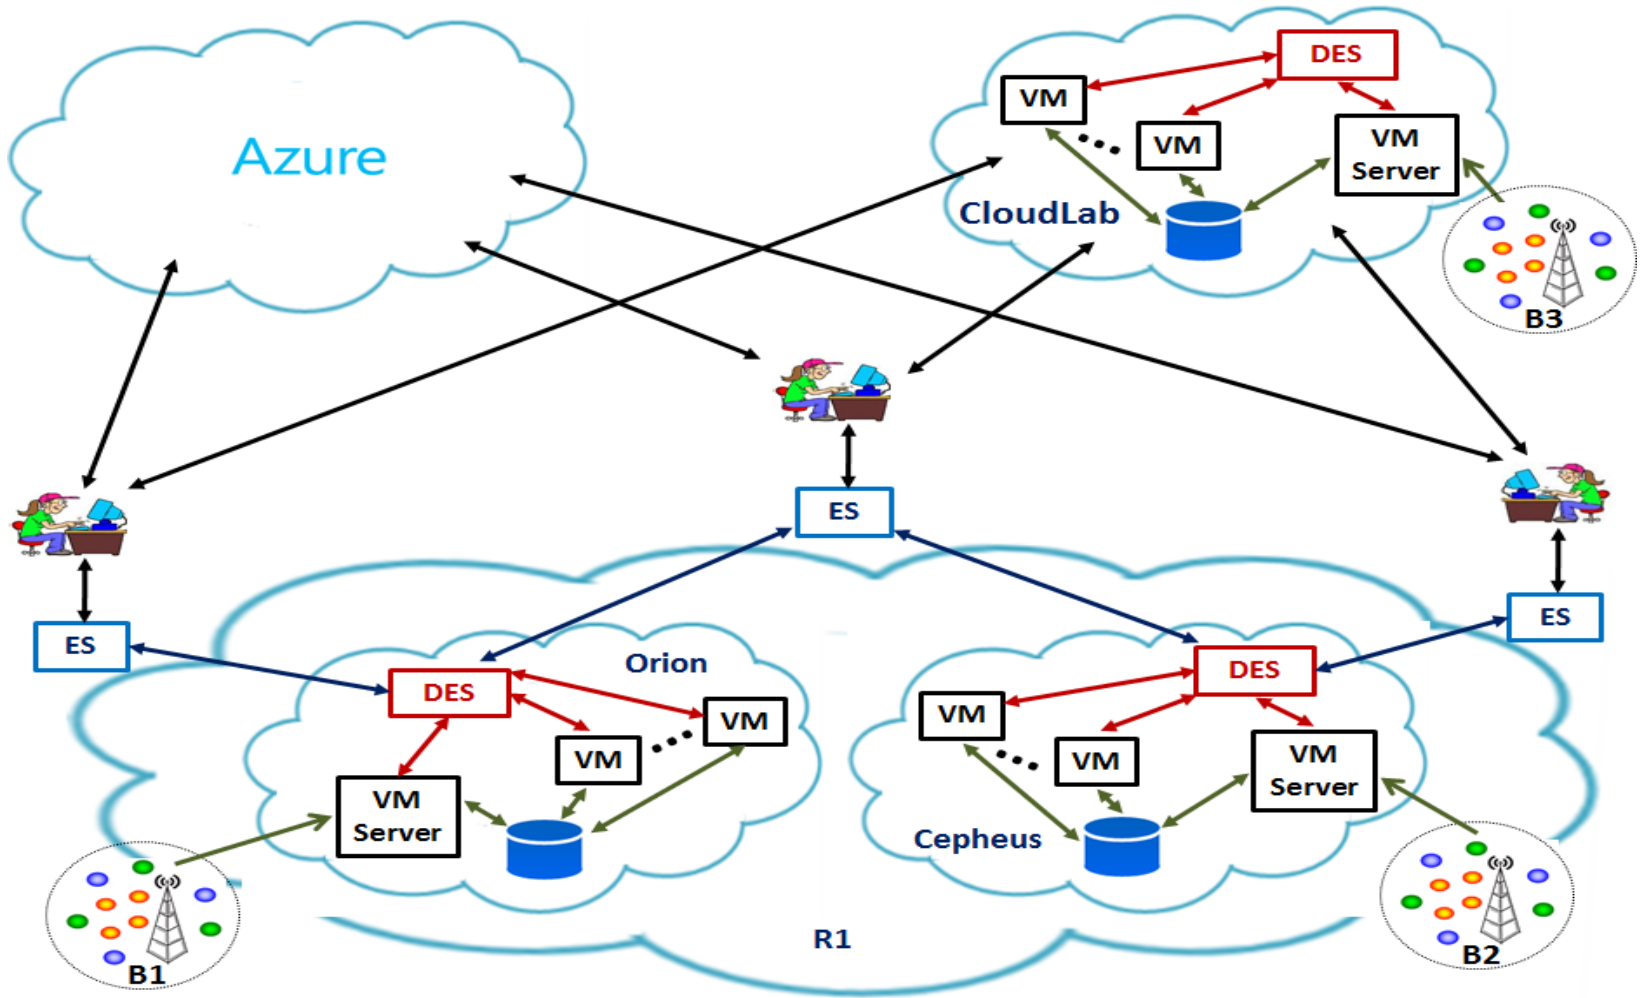 Azure
DES
VM
VM
VM
Server
CloudLab
B3
ES
ES
ES
Orion
DES
VM
VM
VM
Server
B1
DES
VM
VM
VM
Server
Cepheus
B2
R1